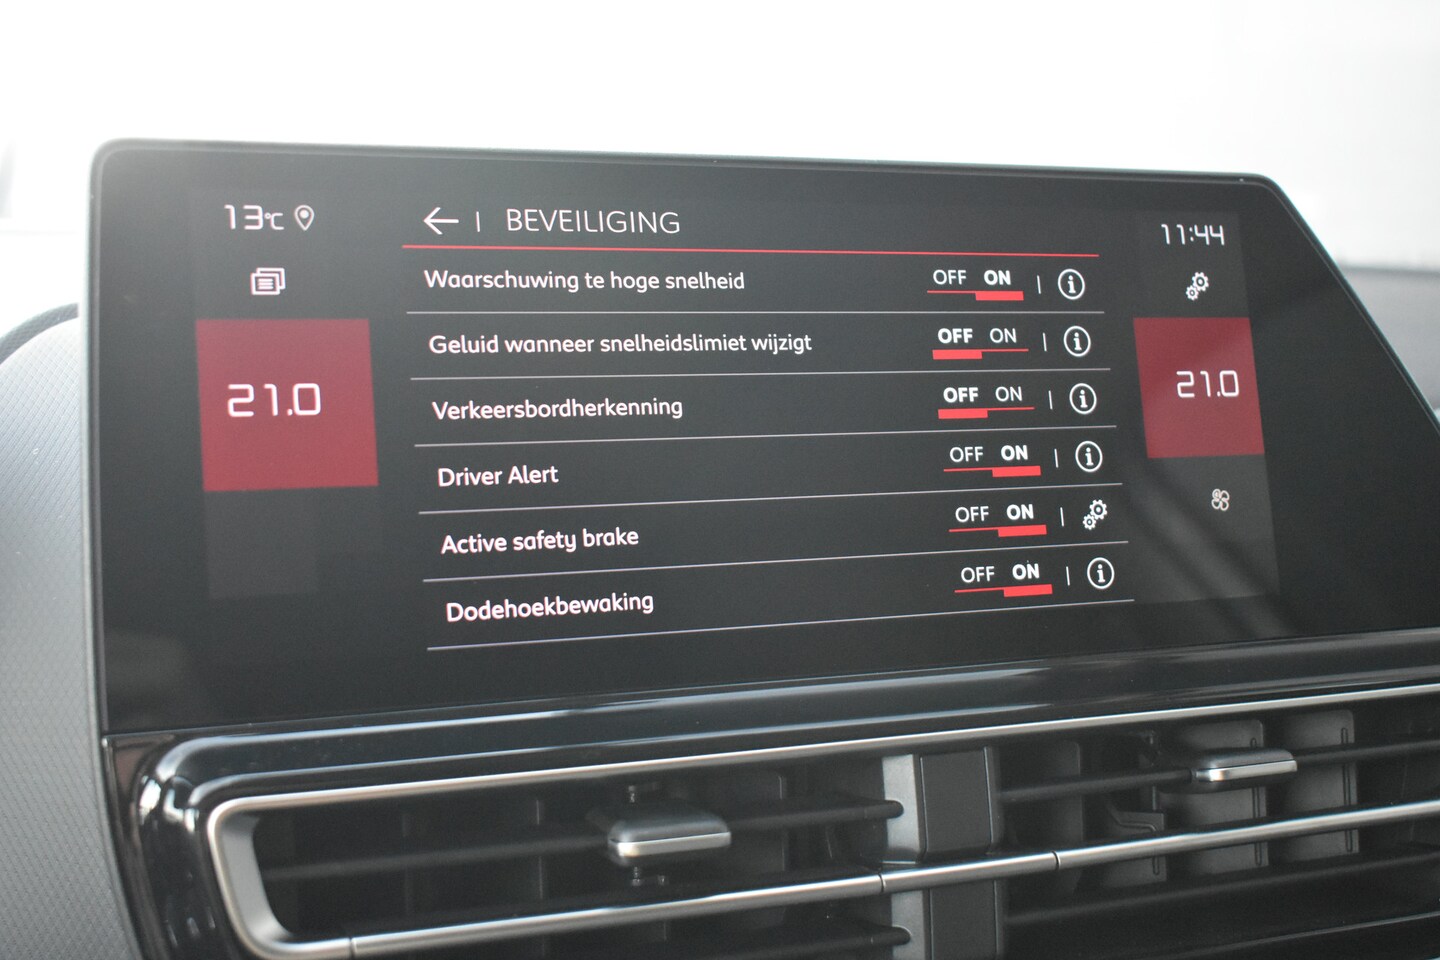 13°C
BEVEILIGING
11:44
Waarschuwing te hoge snelheid OFF ON
Geluid wanneer snelheidslimiet wijzigt OFF ON
21.0
Verkeersbordherkenning OFF ON
21.0
Driver Alert OFF ON
Active safety brake OFF ON
Dodehoekbewaking OFF ON